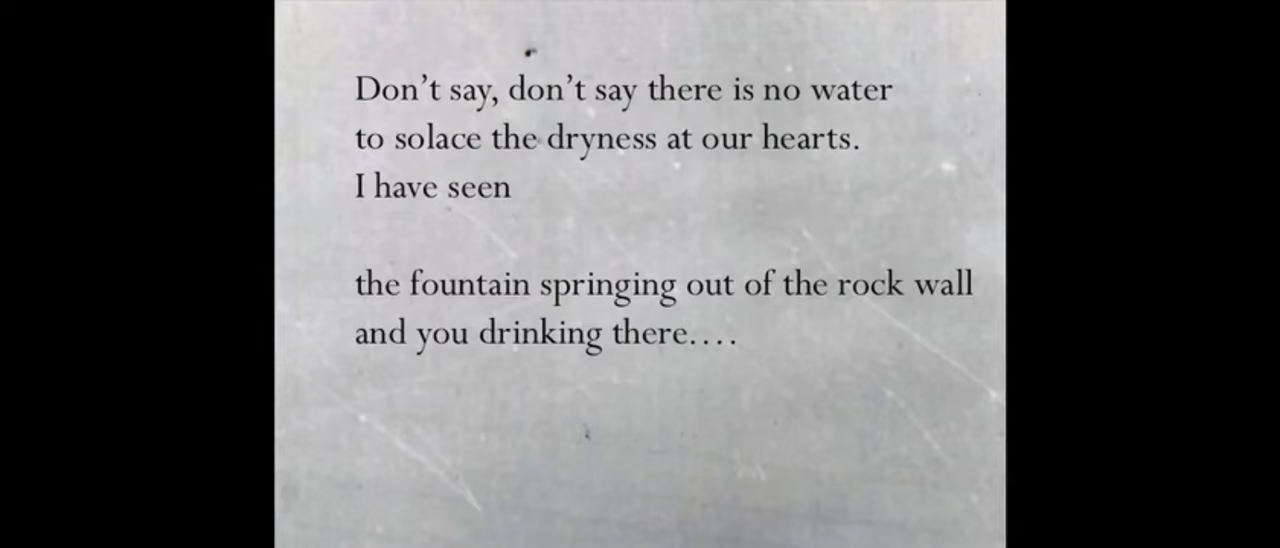 Don’t say, don’t say there is no water
to solace the dryness at our hearts.
I have seen
the fountain springing out of the rock wall
and you drinking there....